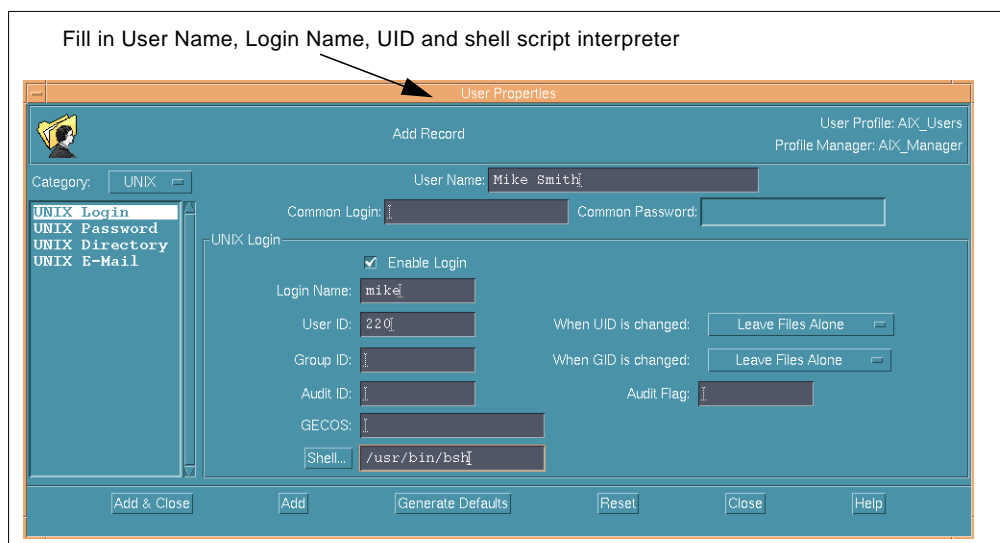 Fill in User Name, Login Name, UID and shell script interpreter
User Properties
Add Record
User Profile: AIX_Users
Profile Manager: AIX_Manager
Category: UNIX
User Name: Mike Smith
UNIX Login
UNIX Password
UNIX Directory
UNIX E-Mail
Common Login:
Common Password:
UNIX Login
Enable Login
Login Name: mike
User ID: 220
When UID is changed: Leave Files Alone
Group ID:
When GID is changed: Leave Files Alone
Audit ID:
Audit Flag:
GECOS:
Shell... /usr/bin/bsh
Add & Close Add Generate Defaults Reset Close Help